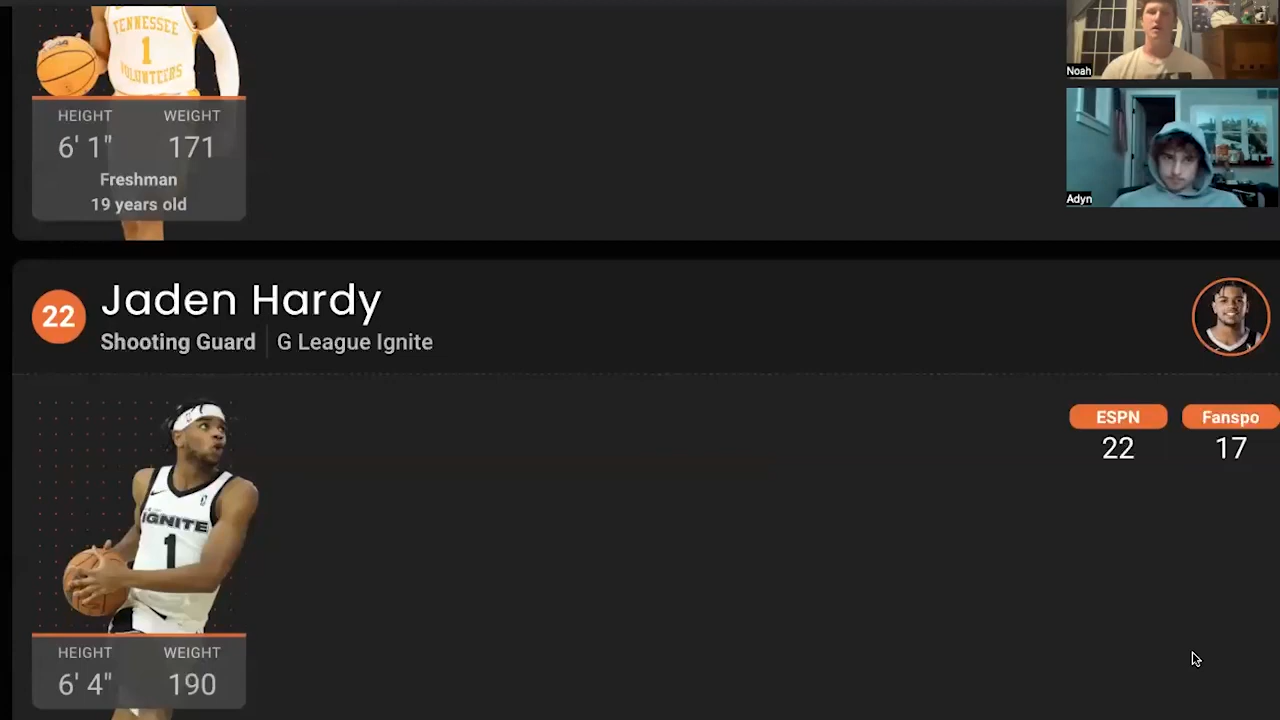 TENNESSEE
1
VOLUNTEERS
HEIGHT WEIGHT
6' 1" 171
Freshman
19 years old
Noah
Adyn
22
Jaden Hardy
Shooting Guard G League Ignite
ESPN Fanspo
22 17
IGNITE
1
HEIGHT WEIGHT
6' 4" 190